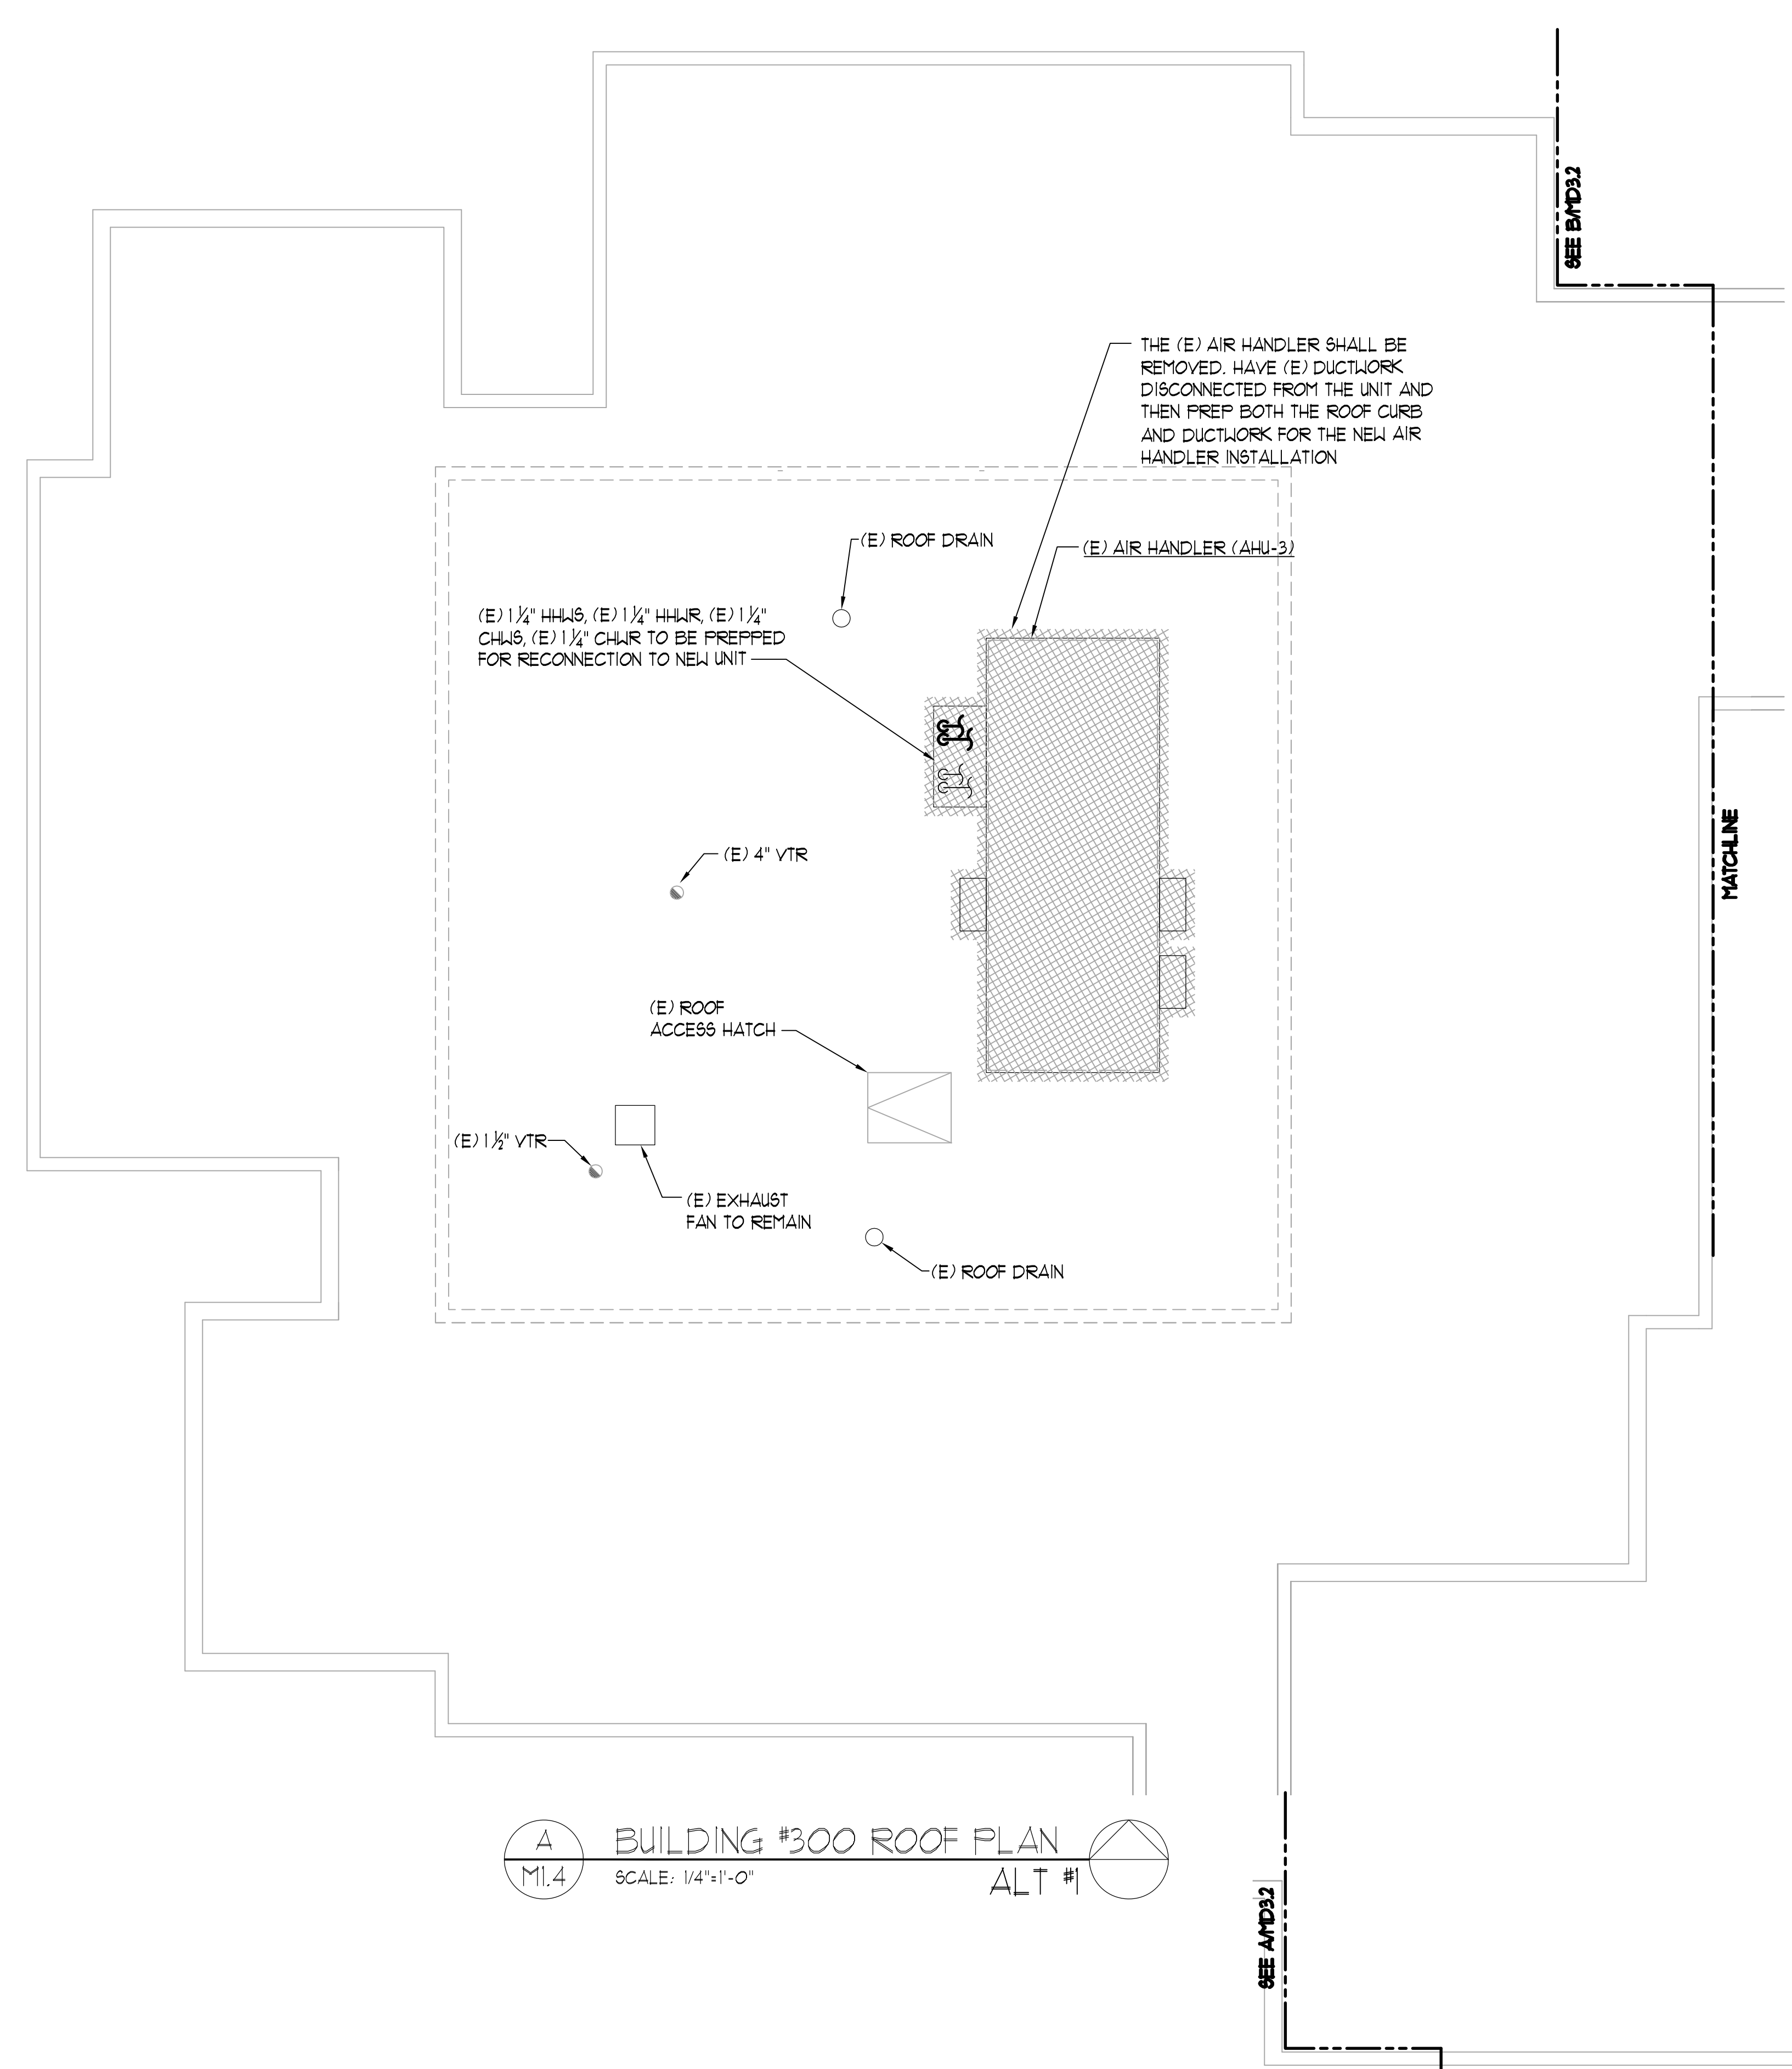 SEE B/MD3.2
THE (E) AIR HANDLER SHALL BE
REMOVED. HAVE (E) DUCTWORK
DISCONNECTED FROM THE UNIT AND
THEN PREP BOTH THE ROOF CURB
AND DUCTWORK FOR THE NEW AIR
HANDLER INSTALLATION
(E) ROOF DRAIN
(E) AIR HANDLER (AHU-3)
(E) 1¼" HHWS, (E) 1¼" HHWR, (E) 1¼"
CHWS, (E) 1¼" CHWR TO BE PREPPED
FOR RECONNECTION TO NEW UNIT
MATCHLINE
(E) 4" VTR
(E) ROOF
ACCESS HATCH
(E) 1½" VTR
(E) EXHAUST
FAN TO REMAIN
(E) ROOF DRAIN
A
M1.4
BUILDING #300 ROOF PLAN
SCALE: 1/4"=1'-0"
ALT #1
SEE A/MD3.2